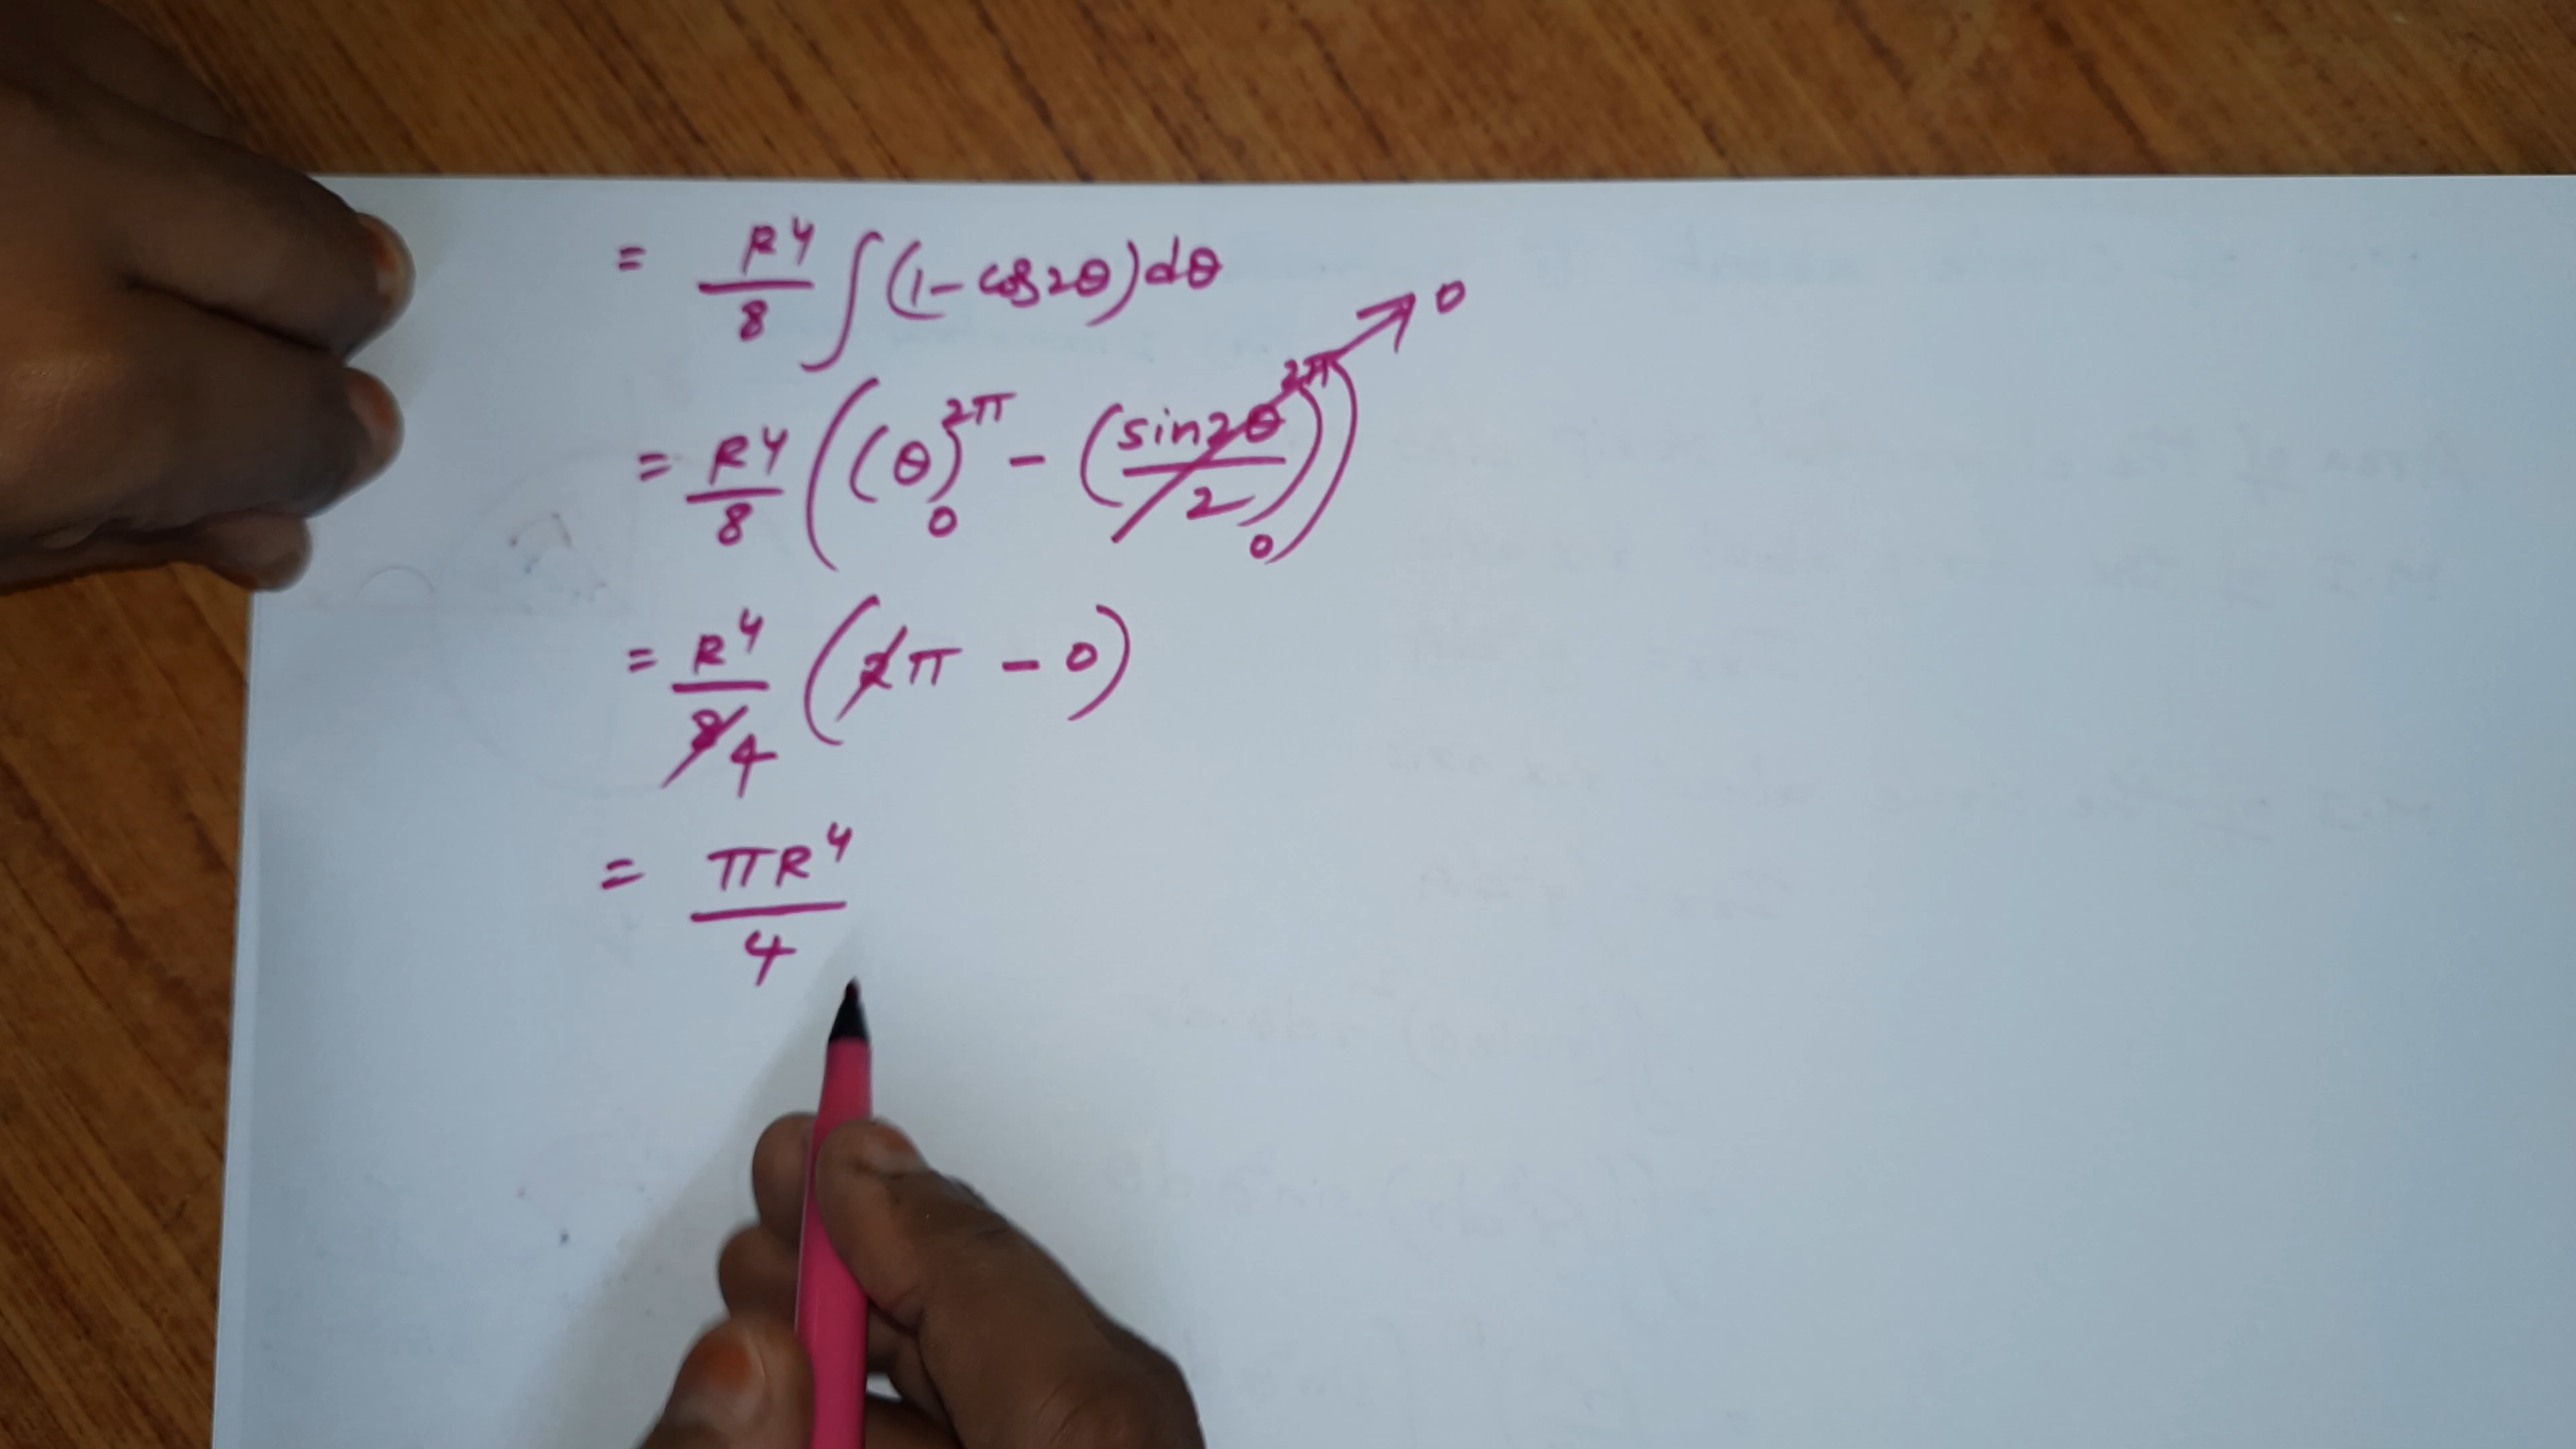 = R⁴/8 ∫(1-cos2θ)dθ
= R⁴/8 ((θ)₀^2π - (sin2θ/2)₀^2π) → 0
= R⁴/8 4 (2π - 0)
= πR⁴/4